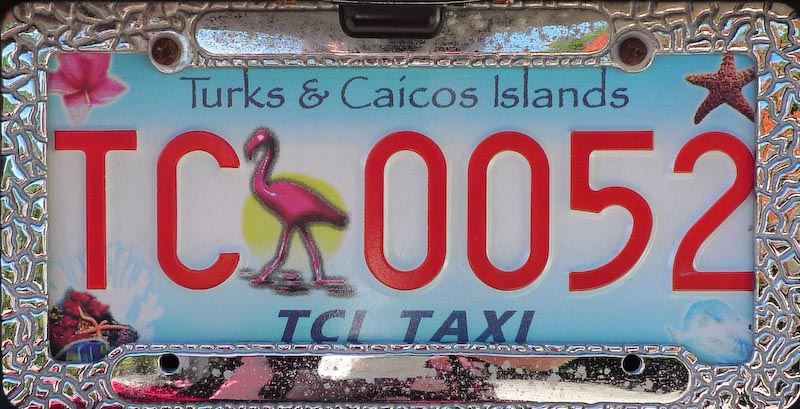 Turks & Caicos Islands
TC 0052
TCI TAXI